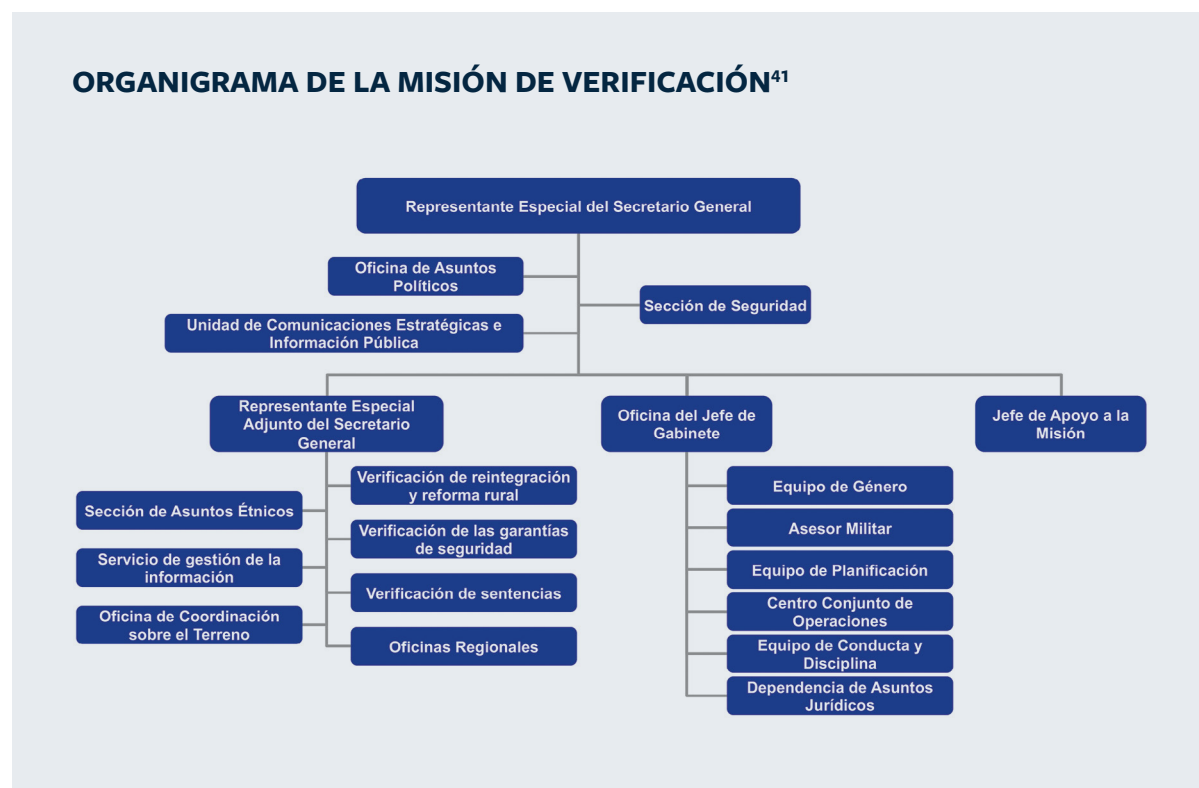 ORGANIGRAMA DE LA MISIÓN DE VERIFICACIÓN41
Representante Especial del Secretario General
Oficina de Asuntos
Políticos
Sección de Seguridad
Unidad de Comunicaciones Estratégicas e
Información Pública
Representante Especial
Adjunto del Secretario
General
Oficina del Jefe de
Gabinete
Jefe de Apoyo a la
Misión
Sección de Asuntos Étnicos
Servicio de gestión de la
información
Oficina de Coordinación
sobre el Terreno
Verificación de reintegración
y reforma rural
Verificación de las garantías
de seguridad
Verificación de sentencias
Oficinas Regionales
Equipo de Género
Asesor Militar
Equipo de Planificación
Centro Conjunto de
Operaciones
Equipo de Conducta y
Disciplina
Dependencia de Asuntos
Jurídicos